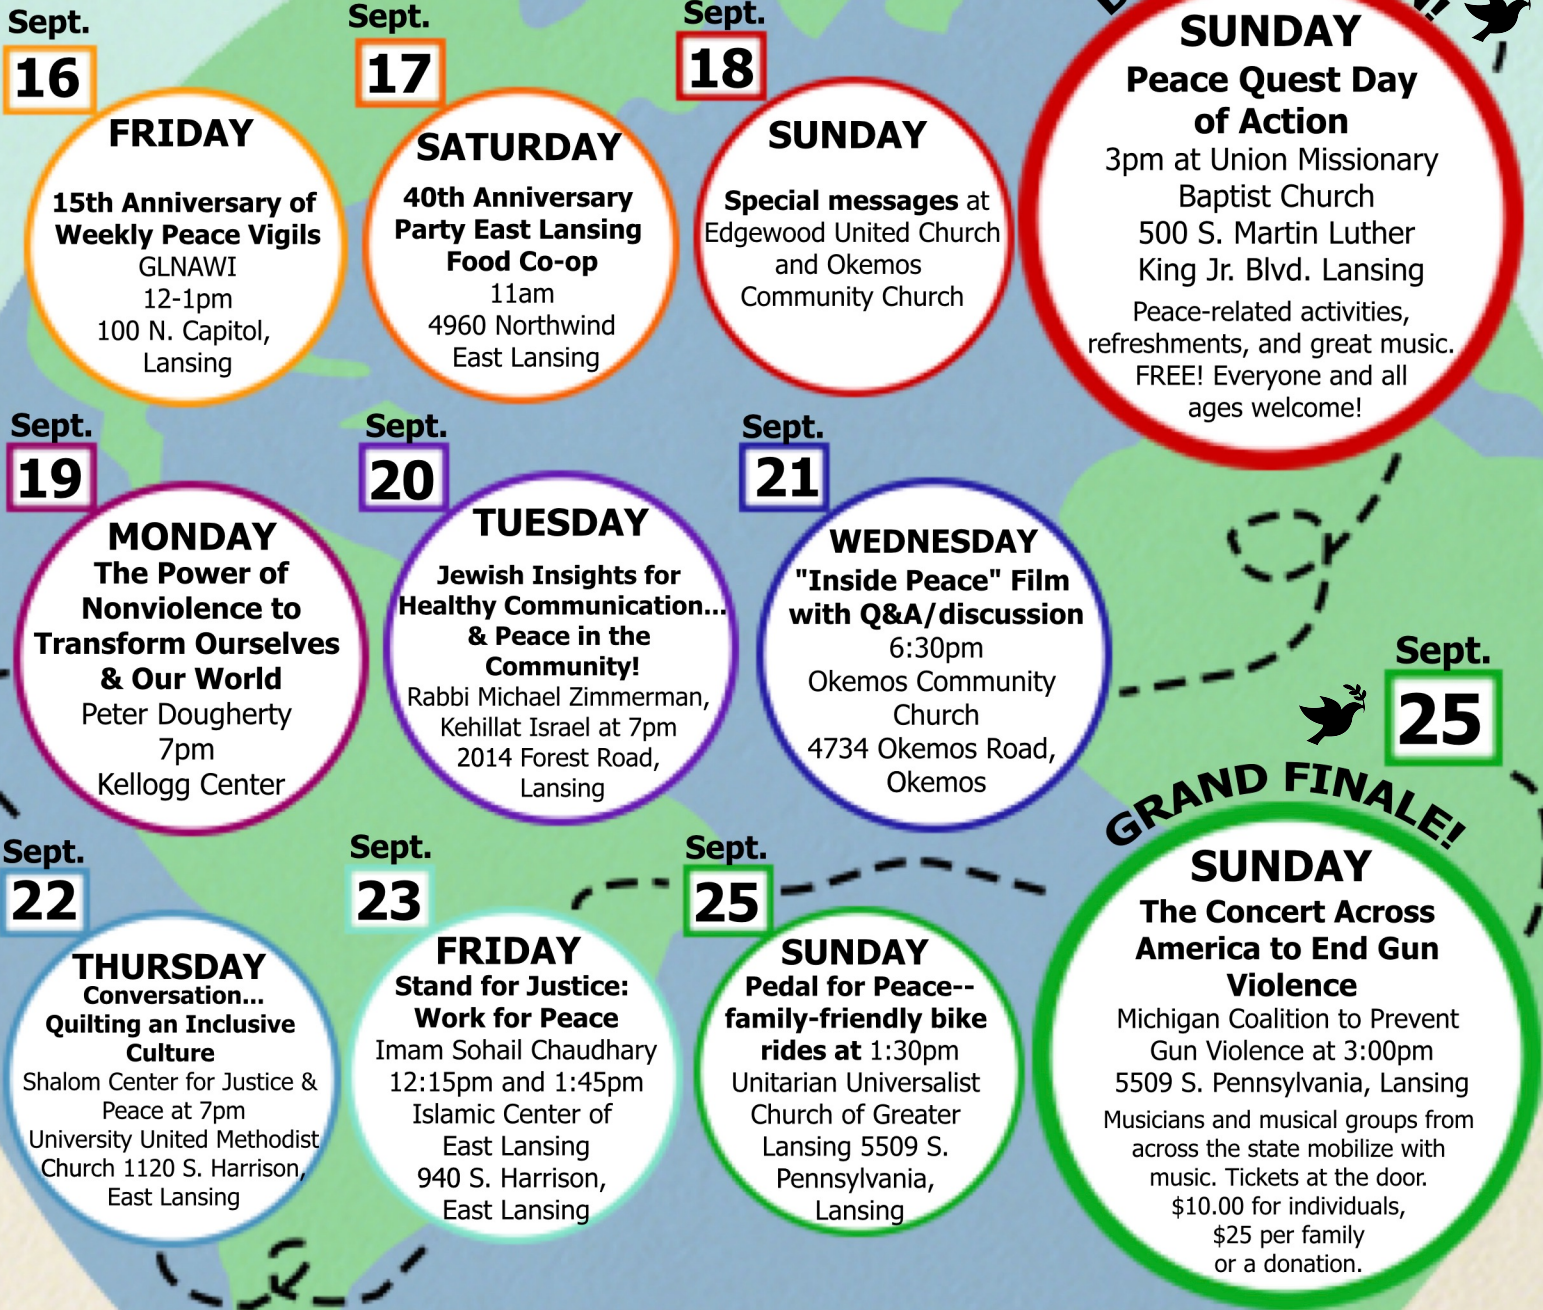 Sept.
16
FRIDAY
15th Anniversary of
Weekly Peace Vigils
GLNAWI
12-1pm
100 N. Capitol,
Lansing
Sept.
17
SATURDAY
40th Anniversary
Party East Lansing
Food Co-op
11am
4960 Northwind
East Lansing
Sept.
18
SUNDAY
Special messages at
Edgewood United Church
and Okemos
Community Church
SUNDAY
Peace Quest Day
of Action
3pm at Union Missionary
Baptist Church
500 S. Martin Luther
King Jr. Blvd. Lansing
Peace-related activities,
refreshments, and great music.
FREE! Everyone and all
ages welcome!
Sept.
19
MONDAY
The Power of
Nonviolence to
Transform Ourselves
& Our World
Peter Dougherty
7pm
Kellogg Center
Sept.
20
TUESDAY
Jewish Insights for
Healthy Communication...
& Peace in the
Community!
Rabbi Michael Zimmerman,
Kehillat Israel at 7pm
2014 Forest Road,
Lansing
Sept.
21
WEDNESDAY
"Inside Peace" Film
with Q&A/discussion
6:30pm
Okemos Community
Church
4734 Okemos Road,
Okemos
Sept.
22
THURSDAY
Conversation...
Quilting an Inclusive
Culture
Shalom Center for Justice &
Peace at 7pm
University United Methodist
Church 1120 S. Harrison,
East Lansing
Sept.
23
FRIDAY
Stand for Justice:
Work for Peace
Imam Sohail Chaudhary
12:15pm and 1:45pm
Islamic Center of
East Lansing
940 S. Harrison,
East Lansing
Sept.
25
SUNDAY
Pedal for Peace--
family-friendly bike
rides at 1:30pm
Unitarian Universalist
Church of Greater
Lansing 5509 S.
Pennsylvania,
Lansing
Sept.
25
GRAND FINALE!
SUNDAY
The Concert Across
America to End Gun
Violence
Michigan Coalition to Prevent
Gun Violence at 3:00pm
5509 S. Pennsylvania, Lansing
Musicians and musical groups from
across the state mobilize with
music. Tickets at the door.
$10.00 for individuals,
$25 per family
or a donation.